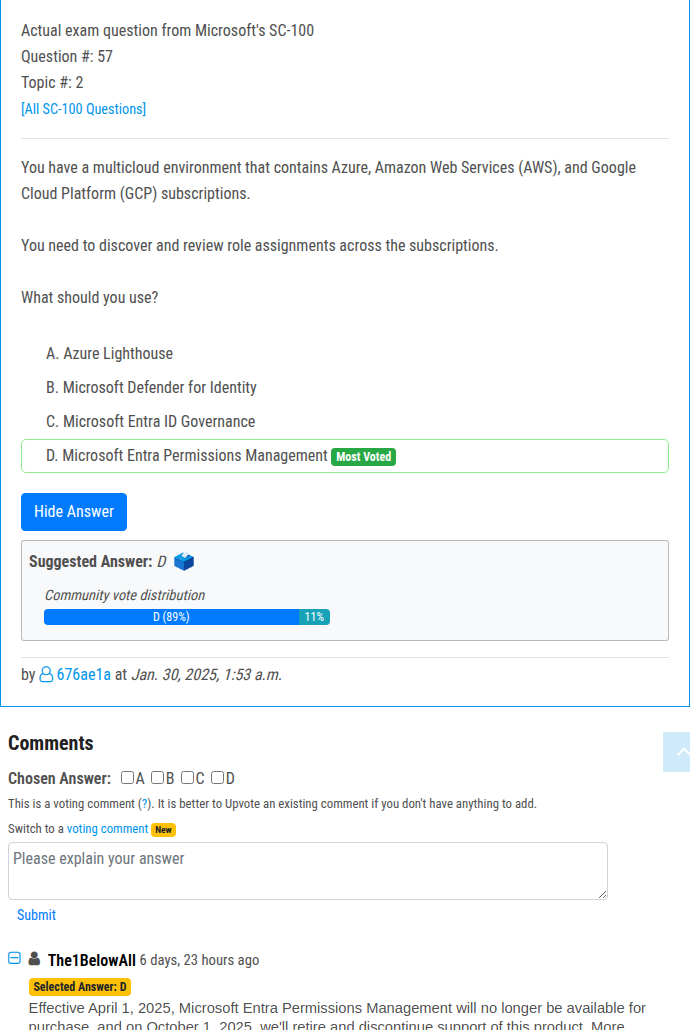 Actual exam question from Microsoft's SC-100
Question #: 57
Topic #: 2
[All SC-100 Questions]
You have a multicloud environment that contains Azure, Amazon Web Services (AWS), and Google
Cloud Platform (GCP) subscriptions.
You need to discover and review role assignments across the subscriptions.
What should you use?
A. Azure Lighthouse
B. Microsoft Defender for Identity
C. Microsoft Entra ID Governance
D. Microsoft Entra Permissions Management Most Voted
Hide Answer
Suggested Answer: D
Community vote distribution
D (89%) 11%
by 676ae1a at Jan. 30, 2025, 1:53 a.m.
Comments
Chosen Answer: A B C D
This is a voting comment (?). It is better to Upvote an existing comment if you don't have anything to add.
Switch to a voting comment New
Please explain your answer
Submit
The1BelowAll 6 days, 23 hours ago
Selected Answer: D
Effective April 1, 2025, Microsoft Entra Permissions Management will no longer be available for
purchase, and on October 1, 2025, we'll retire and discontinue support of this product. More